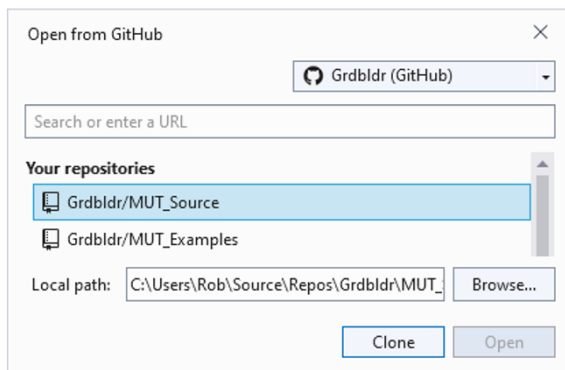 Open from GitHub
Grdbldr (GitHub)
Search or enter a URL
Your repositories
Grdbldr/MUT_Source
Grdbldr/MUT_Examples
Local path: C:\Users\Rob\Source\Repos\Grdbldr\MUT_ Browse...
Clone Open